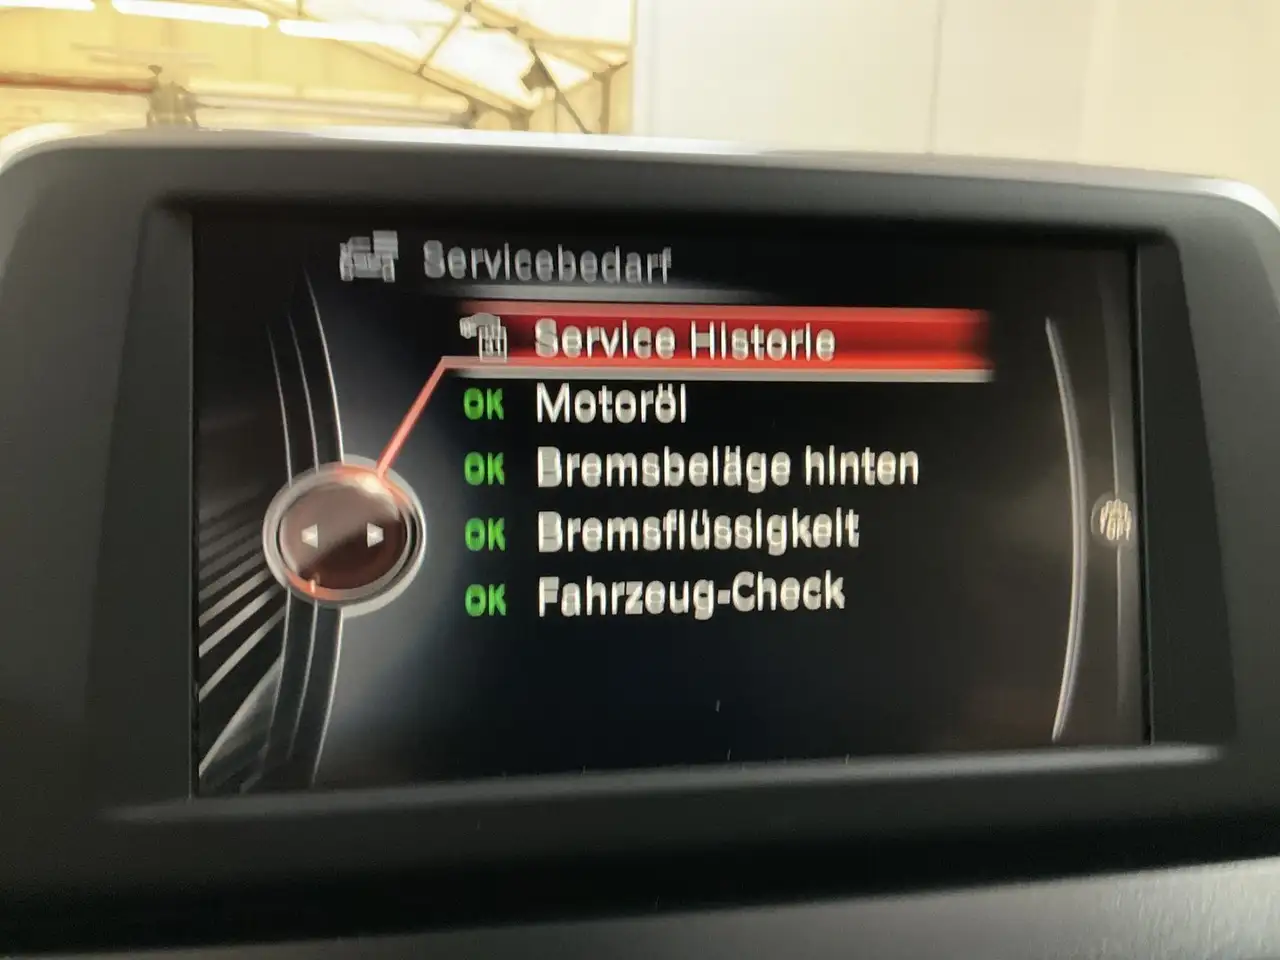 Servicebedarf
Service Historie
OK Motoröl
OK Bremsbeläge hinten
OK Bremsflüssigkeit
OK Fahrzeug-Check